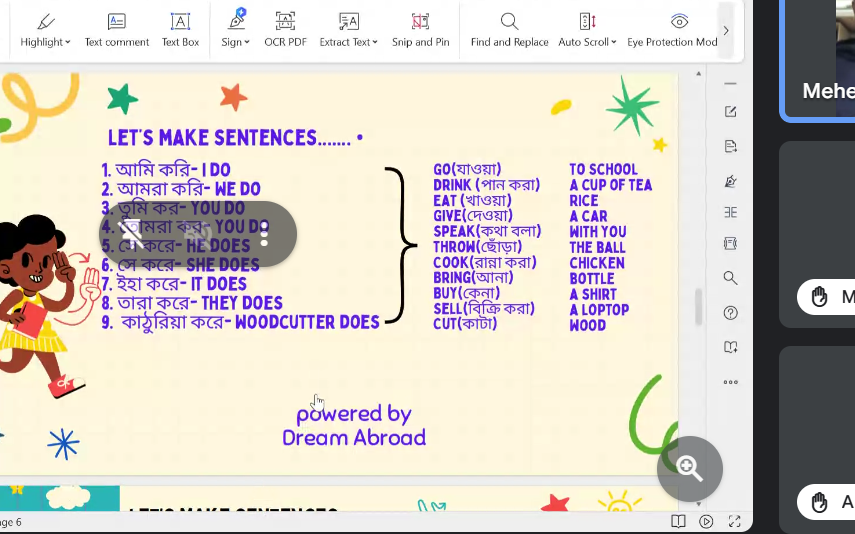 Highlight Text comment Text Box Sign OCR PDF Extract Text Snip and Pin Find and Replace Auto Scroll Eye Protection Mod
Mehe
LET'S MAKE SENTENCES....... •
1. আমি করি- I DO
2. আমরা করি- WE DO
3. তুমি কর- YOU DO
4. তোমরা কর- YOU DO
5. সে করে- HE DOES
6. সে করে- SHE DOES
7. ইহা করে- IT DOES
8. তারা করে- THEY DOES
9. কাঠুরিয়া করে- WOODCUTTER DOES
GO(যাওয়া) TO SCHOOL
DRINK (পান করা) A CUP OF TEA
EAT (খাওয়া) RICE
GIVE(দেওয়া) A CAR
SPEAK(কথা বলা) WITH YOU
THROW(ছোঁড়া) THE BALL
COOK(রান্না করা) CHICKEN
BRING(আনা) BOTTLE
BUY(কেনা) A SHIRT
SELL(বিক্রি করা) A LOPTOP
CUT(কাটা) WOOD
M
powered by
Dream Abroad
A
LET'S MAKE SENTENCES
age 6